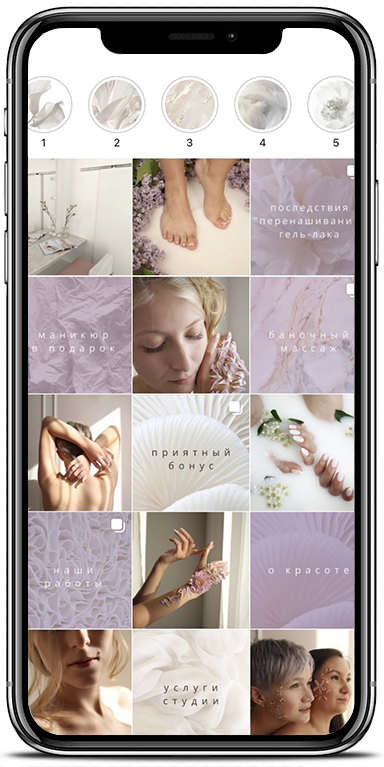 1
2
3
4
5
последствия
перенашивани
гель-лака
маникюр
в подарок
баночный
массаж
приятный
бонус
наши
работы
о красоте
услуги
студии